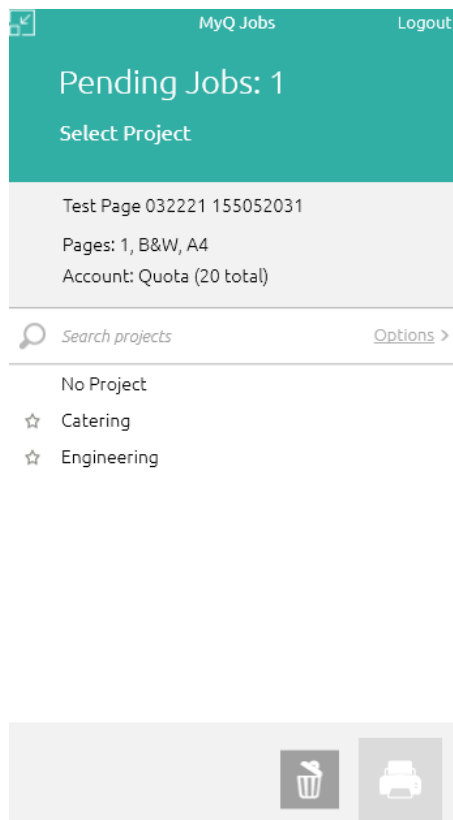 MyQ Jobs Logout
Pending Jobs: 1
Select Project
Test Page 032221 155052031
Pages: 1, B&W, A4
Account: Quota (20 total)
Search projects Options >
No Project
Catering
Engineering